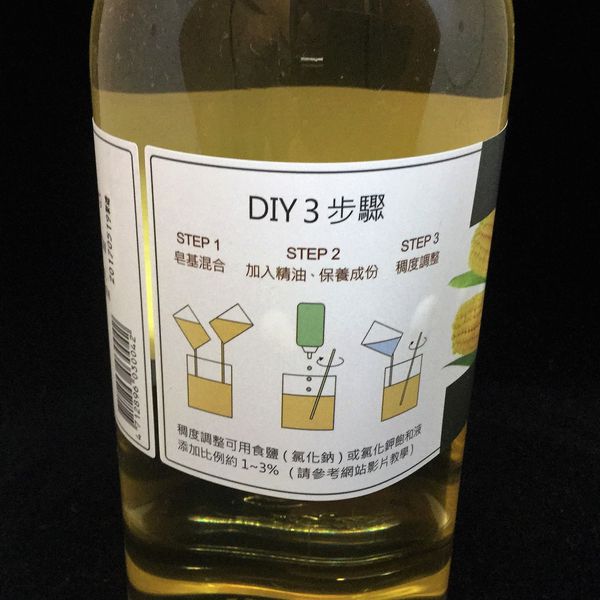 DIY 3 步驟
STEP 1
皂基混合
STEP 2
加入精油、保養成份
STEP 3
稠度調整
稠度調整可用食鹽（氯化鈉）或氯化鉀飽和液
添加比例約 1~3% （請參考網站影片教學）
4 712896 030042